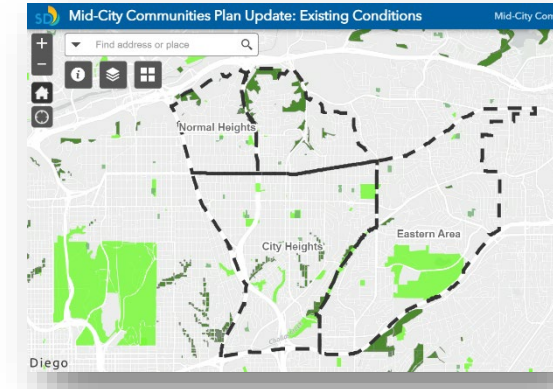 SD Mid-City Communities Plan Update: Existing Conditions Mid-City Com
Find address or place
Normal Heights
City Heights
Eastern Area
Diego